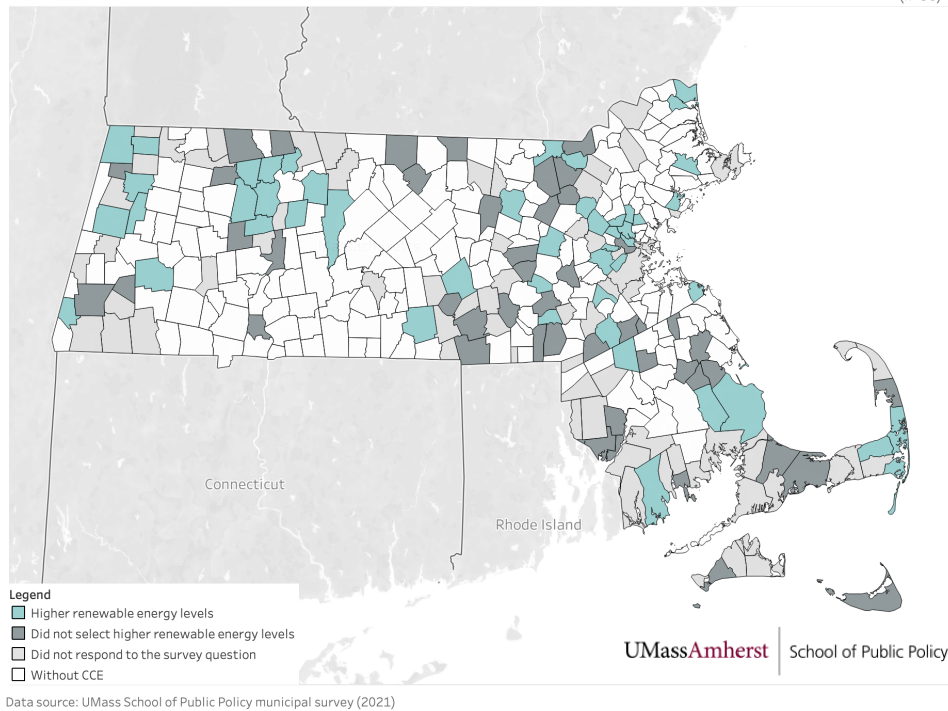 Connecticut
Rhode Island
Legend
Higher renewable energy levels
Did not select higher renewable energy levels
Did not respond to the survey question
Without CCE
UMassAmherst | School of Public Policy
Data source: UMass School of Public Policy municipal survey (2021)